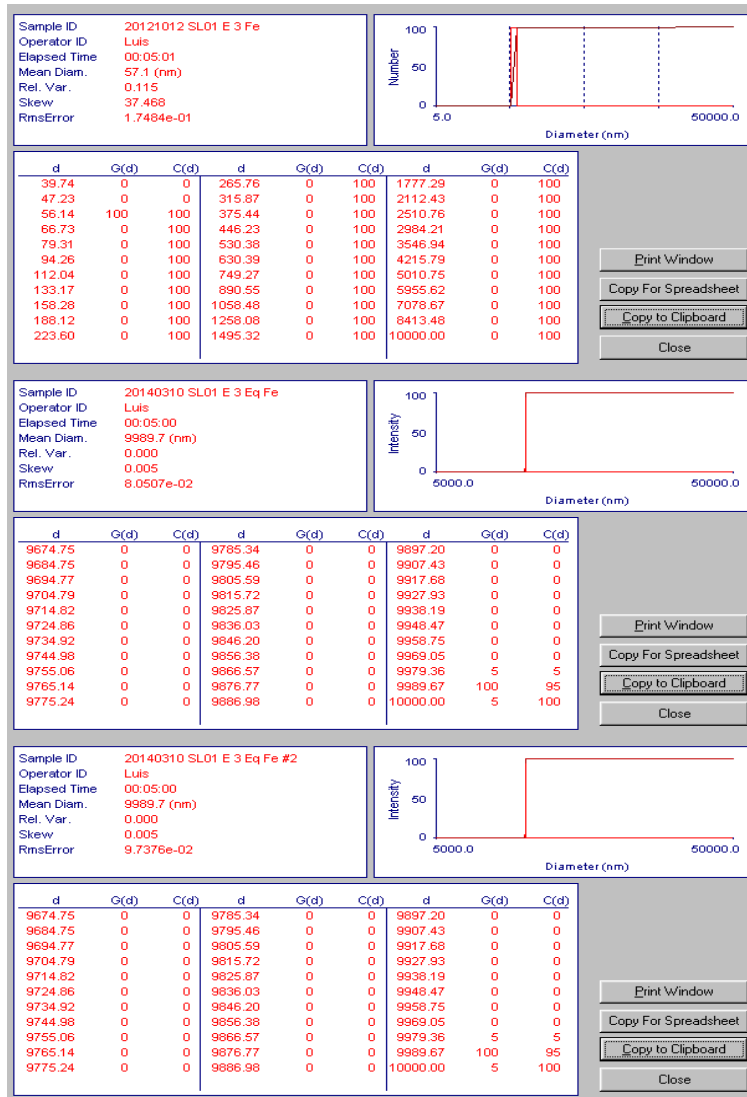 Sample ID 20121012 SL01 E 3 Fe
Operator ID Luis
Elapsed Time 00:05:01
Mean Diam. 57.1 (nm)
Rel. Var. 0.115
Skew 37.468
RmsError 1.7484e-01
100
50
0
Number
5.0 50000.0
Diameter (nm)
d G(d) C(d) d G(d) C(d) d G(d) C(d)
39.74 0 0 265.76 0 100 1777.29 0 100
47.23 0 0 315.87 0 100 2112.43 0 100
56.14 100 100 375.44 0 100 2510.76 0 100
66.73 0 100 446.23 0 100 2984.21 0 100
79.31 0 100 530.38 0 100 3546.94 0 100
94.26 0 100 630.39 0 100 4215.79 0 100
112.04 0 100 749.27 0 100 5010.75 0 100
133.17 0 100 890.55 0 100 5955.62 0 100
158.28 0 100 1058.48 0 100 7078.67 0 100
188.12 0 100 1258.08 0 100 8413.48 0 100
223.60 0 100 1495.32 0 100 10000.00 0 100
Print Window
Copy For Spreadsheet
Copy to Clipboard
Close
Sample ID 20140310 SL01 E 3 Eq Fe
Operator ID Luis
Elapsed Time 00:05:00
Mean Diam. 9989.7 (nm)
Rel. Var. 0.000
Skew 0.005
RmsError 8.0507e-02
100
50
0
Intensity
5000.0 50000.0
Diameter (nm)
d G(d) C(d) d G(d) C(d) d G(d) C(d)
9674.75 0 0 9785.34 0 0 9897.20 0 0
9684.75 0 0 9795.46 0 0 9907.43 0 0
9694.77 0 0 9805.59 0 0 9917.68 0 0
9704.79 0 0 9815.72 0 0 9927.93 0 0
9714.82 0 0 9825.87 0 0 9938.19 0 0
9724.86 0 0 9836.03 0 0 9948.47 0 0
9734.92 0 0 9846.20 0 0 9958.75 0 0
9744.98 0 0 9856.38 0 0 9969.05 0 0
9755.06 0 0 9866.57 0 0 9979.36 5 5
9765.14 0 0 9876.77 0 0 9989.67 100 95
9775.24 0 0 9886.98 0 0 10000.00 5 100
Print Window
Copy For Spreadsheet
Copy to Clipboard
Close
Sample ID 20140310 SL01 E 3 Eq Fe #2
Operator ID Luis
Elapsed Time 00:05:00
Mean Diam. 9989.7 (nm)
Rel. Var. 0.000
Skew 0.005
RmsError 9.7376e-02
100
50
0
Intensity
5000.0 50000.0
Diameter (nm)
d G(d) C(d) d G(d) C(d) d G(d) C(d)
9674.75 0 0 9785.34 0 0 9897.20 0 0
9684.75 0 0 9795.46 0 0 9907.43 0 0
9694.77 0 0 9805.59 0 0 9917.68 0 0
9704.79 0 0 9815.72 0 0 9927.93 0 0
9714.82 0 0 9825.87 0 0 9938.19 0 0
9724.86 0 0 9836.03 0 0 9948.47 0 0
9734.92 0 0 9846.20 0 0 9958.75 0 0
9744.98 0 0 9856.38 0 0 9969.05 0 0
9755.06 0 0 9866.57 0 0 9979.36 5 5
9765.14 0 0 9876.77 0 0 9989.67 100 95
9775.24 0 0 9886.98 0 0 10000.00 5 100
Print Window
Copy For Spreadsheet
Copy to Clipboard
Close